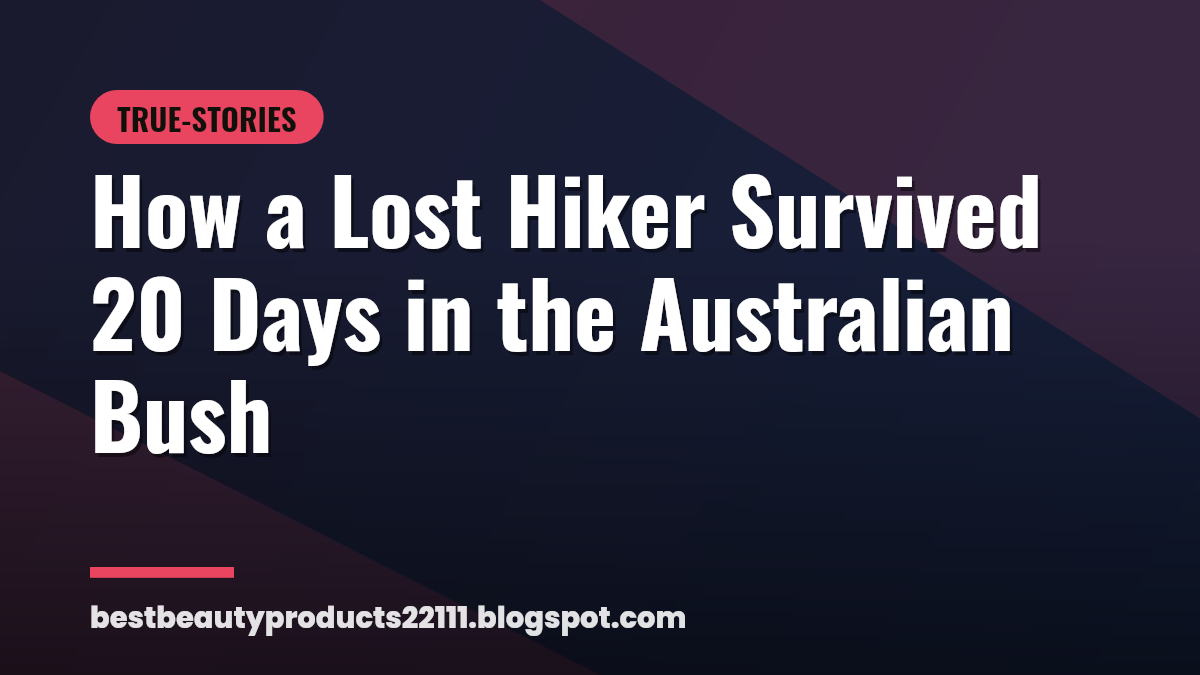 TRUE-STORIES
How a Lost Hiker Survived
20 Days in the Australian
Bush
bestbeautyproducts22111.blogspot.com